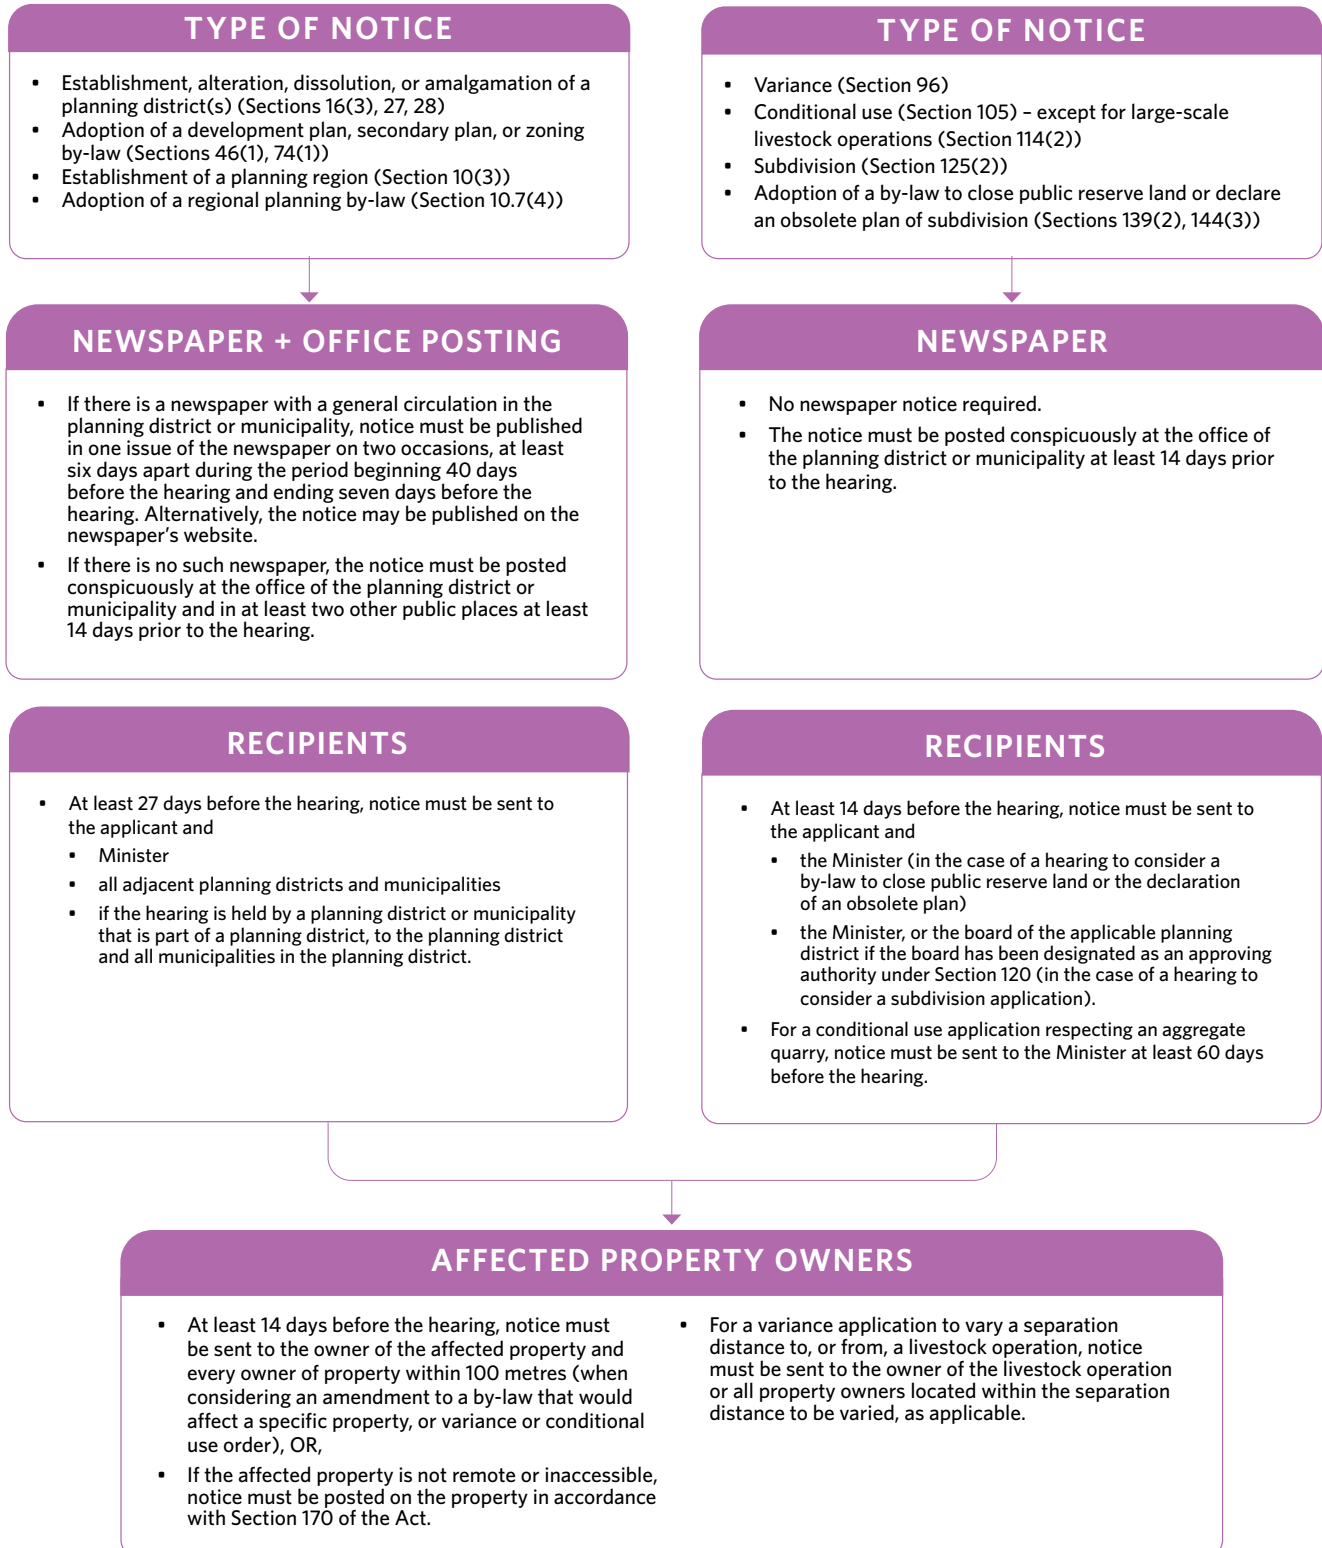 TYPE OF NOTICE
▪ Establishment, alteration, dissolution, or amalgamation of a
planning district(s) (Sections 16(3), 27, 28)
▪ Adoption of a development plan, secondary plan, or zoning
by-law (Sections 46(1), 74(1))
▪ Establishment of a planning region (Section 10(3))
▪ Adoption of a regional planning by-law (Section 10.7(4))
NEWSPAPER + OFFICE POSTING
▪ If there is a newspaper with a general circulation in the
planning district or municipality, notice must be published
in one issue of the newspaper on two occasions, at least
six days apart during the period beginning 40 days
before the hearing and ending seven days before the
hearing. Alternatively, the notice may be published on the
newspaper's website.
▪ If there is no such newspaper, the notice must be posted
conspicuously at the office of the planning district or
municipality and in at least two other public places at least
14 days prior to the hearing.
RECIPIENTS
▪ At least 27 days before the hearing, notice must be sent to
the applicant and
▪ Minister
▪ all adjacent planning districts and municipalities
▪ if the hearing is held by a planning district or municipality
that is part of a planning district, to the planning district
and all municipalities in the planning district.
TYPE OF NOTICE
▪ Variance (Section 96)
▪ Conditional use (Section 105) – except for large-scale
livestock operations (Section 114(2))
▪ Subdivision (Section 125(2))
▪ Adoption of a by-law to close public reserve land or declare
an obsolete plan of subdivision (Sections 139(2), 144(3))
NEWSPAPER
▪ No newspaper notice required.
▪ The notice must be posted conspicuously at the office of
the planning district or municipality at least 14 days prior
to the hearing.
RECIPIENTS
▪ At least 14 days before the hearing, notice must be sent to
the applicant and
▪ the Minister (in the case of a hearing to consider a
by-law to close public reserve land or the declaration
of an obsolete plan)
▪ the Minister, or the board of the applicable planning
district if the board has been designated as an approving
authority under Section 120 (in the case of a hearing to
consider a subdivision application).
▪ For a conditional use application respecting an aggregate
quarry, notice must be sent to the Minister at least 60 days
before the hearing.
AFFECTED PROPERTY OWNERS
▪ At least 14 days before the hearing, notice must
be sent to the owner of the affected property and
every owner of property within 100 metres (when
considering an amendment to a by-law that would
affect a specific property, or variance or conditional
use order), OR,
▪ If the affected property is not remote or inaccessible,
notice must be posted on the property in accordance
with Section 170 of the Act.
▪ For a variance application to vary a separation
distance to, or from, a livestock operation, notice
must be sent to the owner of the livestock operation
or all property owners located within the separation
distance to be varied, as applicable.